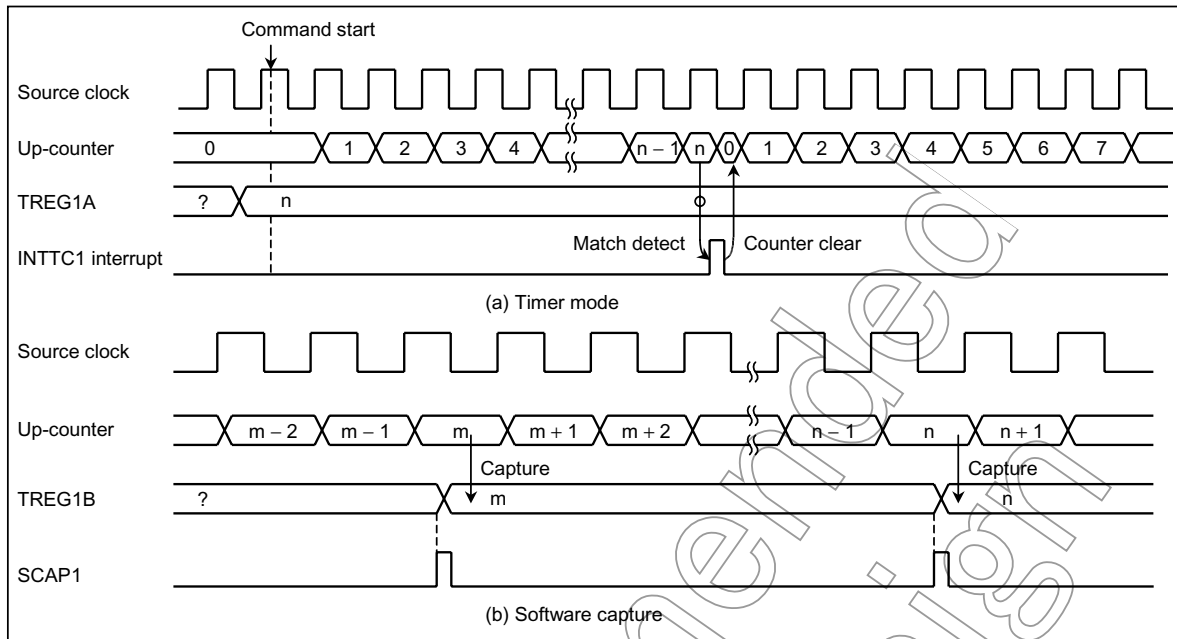 Command start
Source clock
Up-counter 0 1 2 3 4 n – 1 n 0 1 2 3 4 5 6 7
TREG1A ? n
Match detect Counter clear
INTTC1 interrupt
(a) Timer mode
Source clock
Up-counter m – 2 m – 1 m m + 1 m + 2 n – 1 n n + 1
Capture Capture
TREG1B ? m n
SCAP1
(b) Software capture